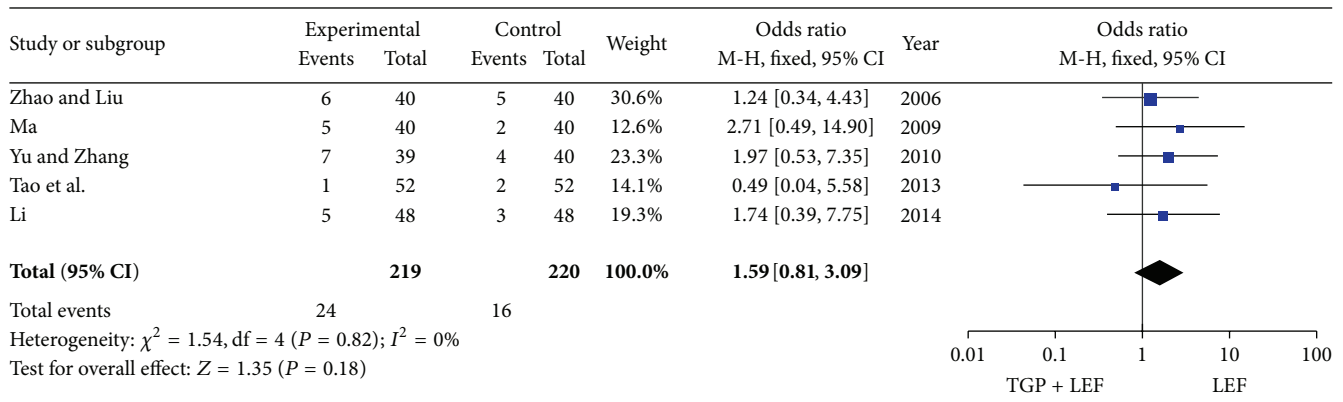 Study or subgroup Experimental Control Weight Odds ratio Year Odds ratio
Events Total Events Total M-H, fixed, 95% CI M-H, fixed, 95% CI
Zhao and Liu 6 40 5 40 30.6% 1.24 [0.34, 4.43] 2006
Ma 5 40 2 40 12.6% 2.71 [0.49, 14.90] 2009
Yu and Zhang 7 39 4 40 23.3% 1.97 [0.53, 7.35] 2010
Tao et al. 1 52 2 52 14.1% 0.49 [0.04, 5.58] 2013
Li 5 48 3 48 19.3% 1.74 [0.39, 7.75] 2014
Total (95% CI) 219 220 100.0% 1.59 [0.81, 3.09]
Total events 24 16
Heterogeneity: χ² = 1.54, df = 4 (P = 0.82); I² = 0%
Test for overall effect: Z = 1.35 (P = 0.18)
0.01 0.1 1 10 100
TGP + LEF LEF